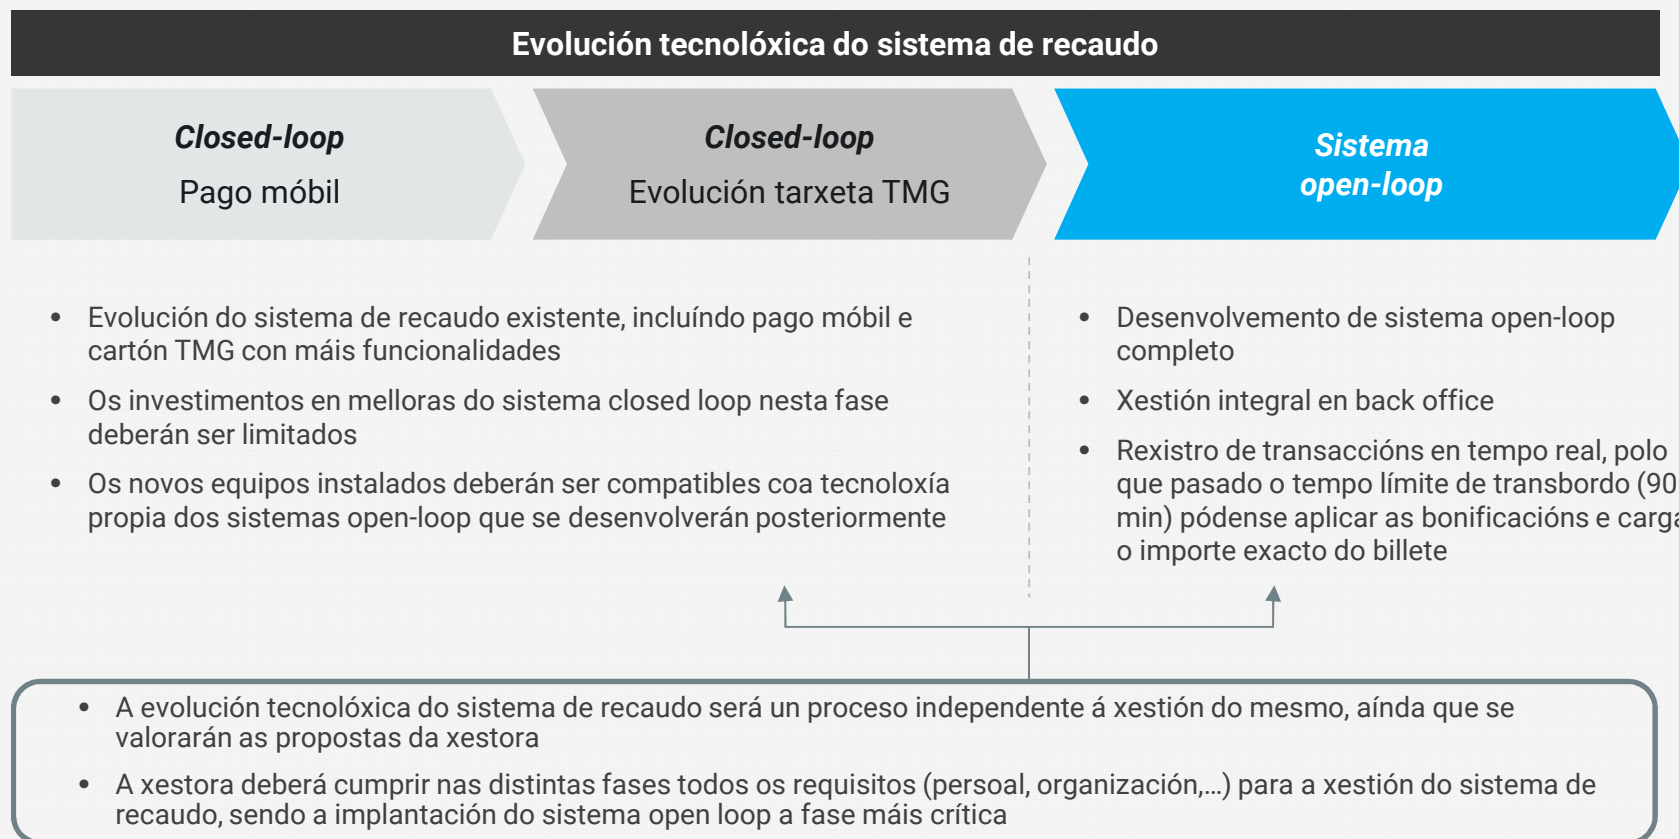 Evolución tecnolóxica do sistema de recaudo
Closed-loop
Pago móbil
Closed-loop
Evolución tarxeta TMG
Sistema
open-loop
• Evolución do sistema de recaudo existente, incluíndo pago móbil e
cartón TMG con máis funcionalidades
• Os investimentos en melloras do sistema closed loop nesta fase
deberán ser limitados
• Os novos equipos instalados deberán ser compatibles coa tecnoloxía
propia dos sistemas open-loop que se desenvolverán posteriormente
• Desenvolvemento de sistema open-loop
completo
• Xestión integral en back office
• Rexistro de transaccións en tempo real, polo
que pasado o tempo límite de transbordo (90
min) pódense aplicar as bonificacións e
o importe exacto do billete
• A evolución tecnolóxica do sistema de recaudo será un proceso independente á xestión do mesmo, aínda que se
valorarán as propostas da xestora
• A xestora deberá cumprir nas distintas fases todos os requisitos (persoal, organización,...) para a xestión do sistema de
recaudo, sendo a implantación do sistema open loop a fase máis crítica